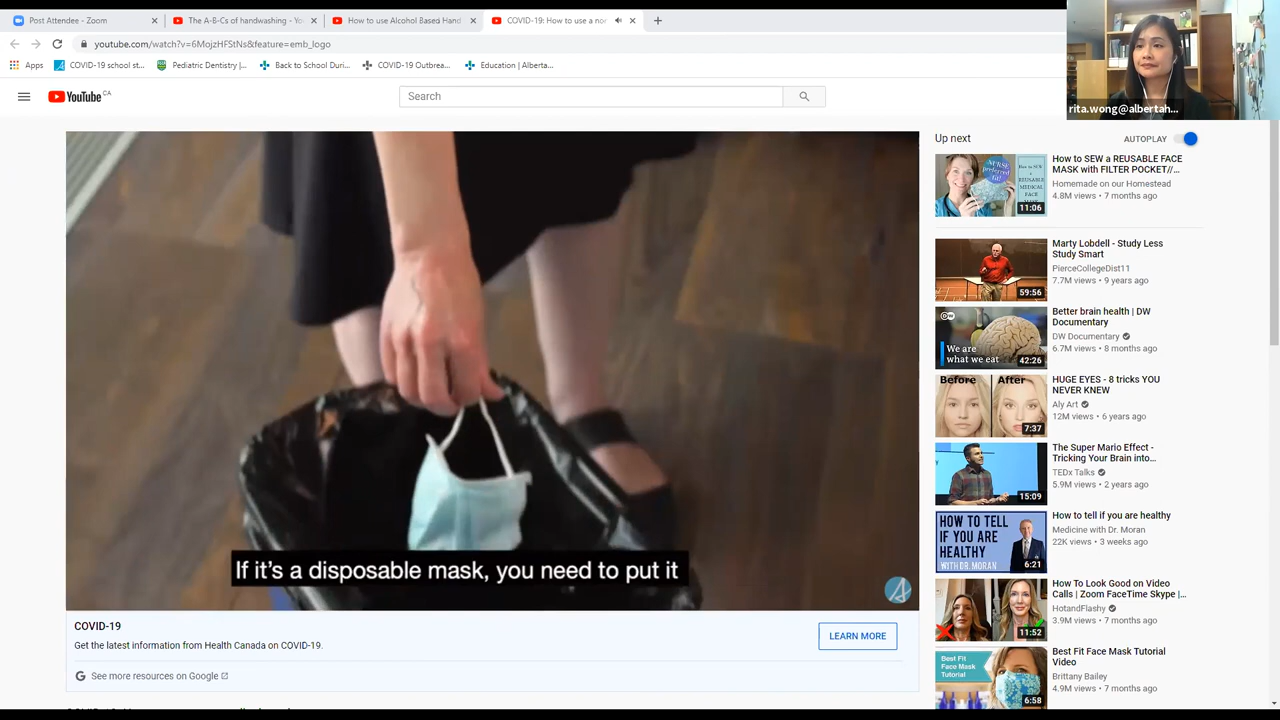 Post Attendee - Zoom
The A-B-Cs of handwashing - Yo
How to use Alcohol Based Hand
COVID-19: How to use a nor
youtube.com/watch?v=6MojzHFStNs&feature=emb_logo
Apps
COVID-19 school st...
Pediatric Dentistry |...
Back to School Duri...
COVID-19 Outbrea...
Education | Alberta...
rita.wong@albertah...
YouTube CA
Search
Up next
AUTOPLAY
How to SEW a REUSABLE FACE
MASK with FILTER POCKET//...
Homemade on our Homestead
4.8M views • 7 months ago
11:06
Marty Lobdell - Study Less
Study Smart
PierceCollegeDist11
7.7M views • 9 years ago
59:56
Better brain health | DW
Documentary
DW Documentary
6.7M views • 8 months ago
We are
what we eat
42:26
HUGE EYES - 8 tricks YOU
NEVER KNEW
Aly Art
12M views • 6 years ago
Before
After
7:37
The Super Mario Effect -
Tricking Your Brain into...
TEDx Talks
5.9M views • 2 years ago
15:09
How to tell if you are healthy
Medicine with Dr. Moran
22K views • 3 weeks ago
HOW TO TELL
IF YOU ARE
HEALTHY
WITH DR. MORAN
6:21
How To Look Good on Video
Calls | Zoom FaceTime Skype |...
HotandFlashy
3.9M views • 7 months ago
11:52
Best Fit Face Mask Tutorial
Video
Brittany Bailey
4.9M views • 7 months ago
Best Fit
Face Mask
Tutorial
6:58
If it's a disposable mask, you need to put it
COVID-19
Get the latest information from Health Canada on COVID-19.
LEARN MORE
See more resources on Google